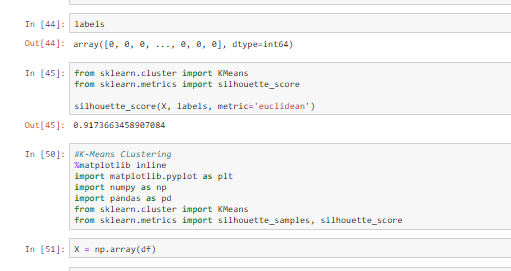 In [44]: labels
Out[44]: array([0, 0, 0, ..., 0, 0, 0], dtype=int64)
In [45]: from sklearn.cluster import KMeans
from sklearn.metrics import silhouette_score
silhouette_score(X, labels, metric='euclidean')
Out[45]: 0.9173663458907084
In [50]: #K-Means Clustering
%matplotlib inline
import matplotlib.pyplot as plt
import numpy as np
import pandas as pd
from sklearn.cluster import KMeans
from sklearn.metrics import silhouette_samples, silhouette_score
In [51]: X = np.array(df)